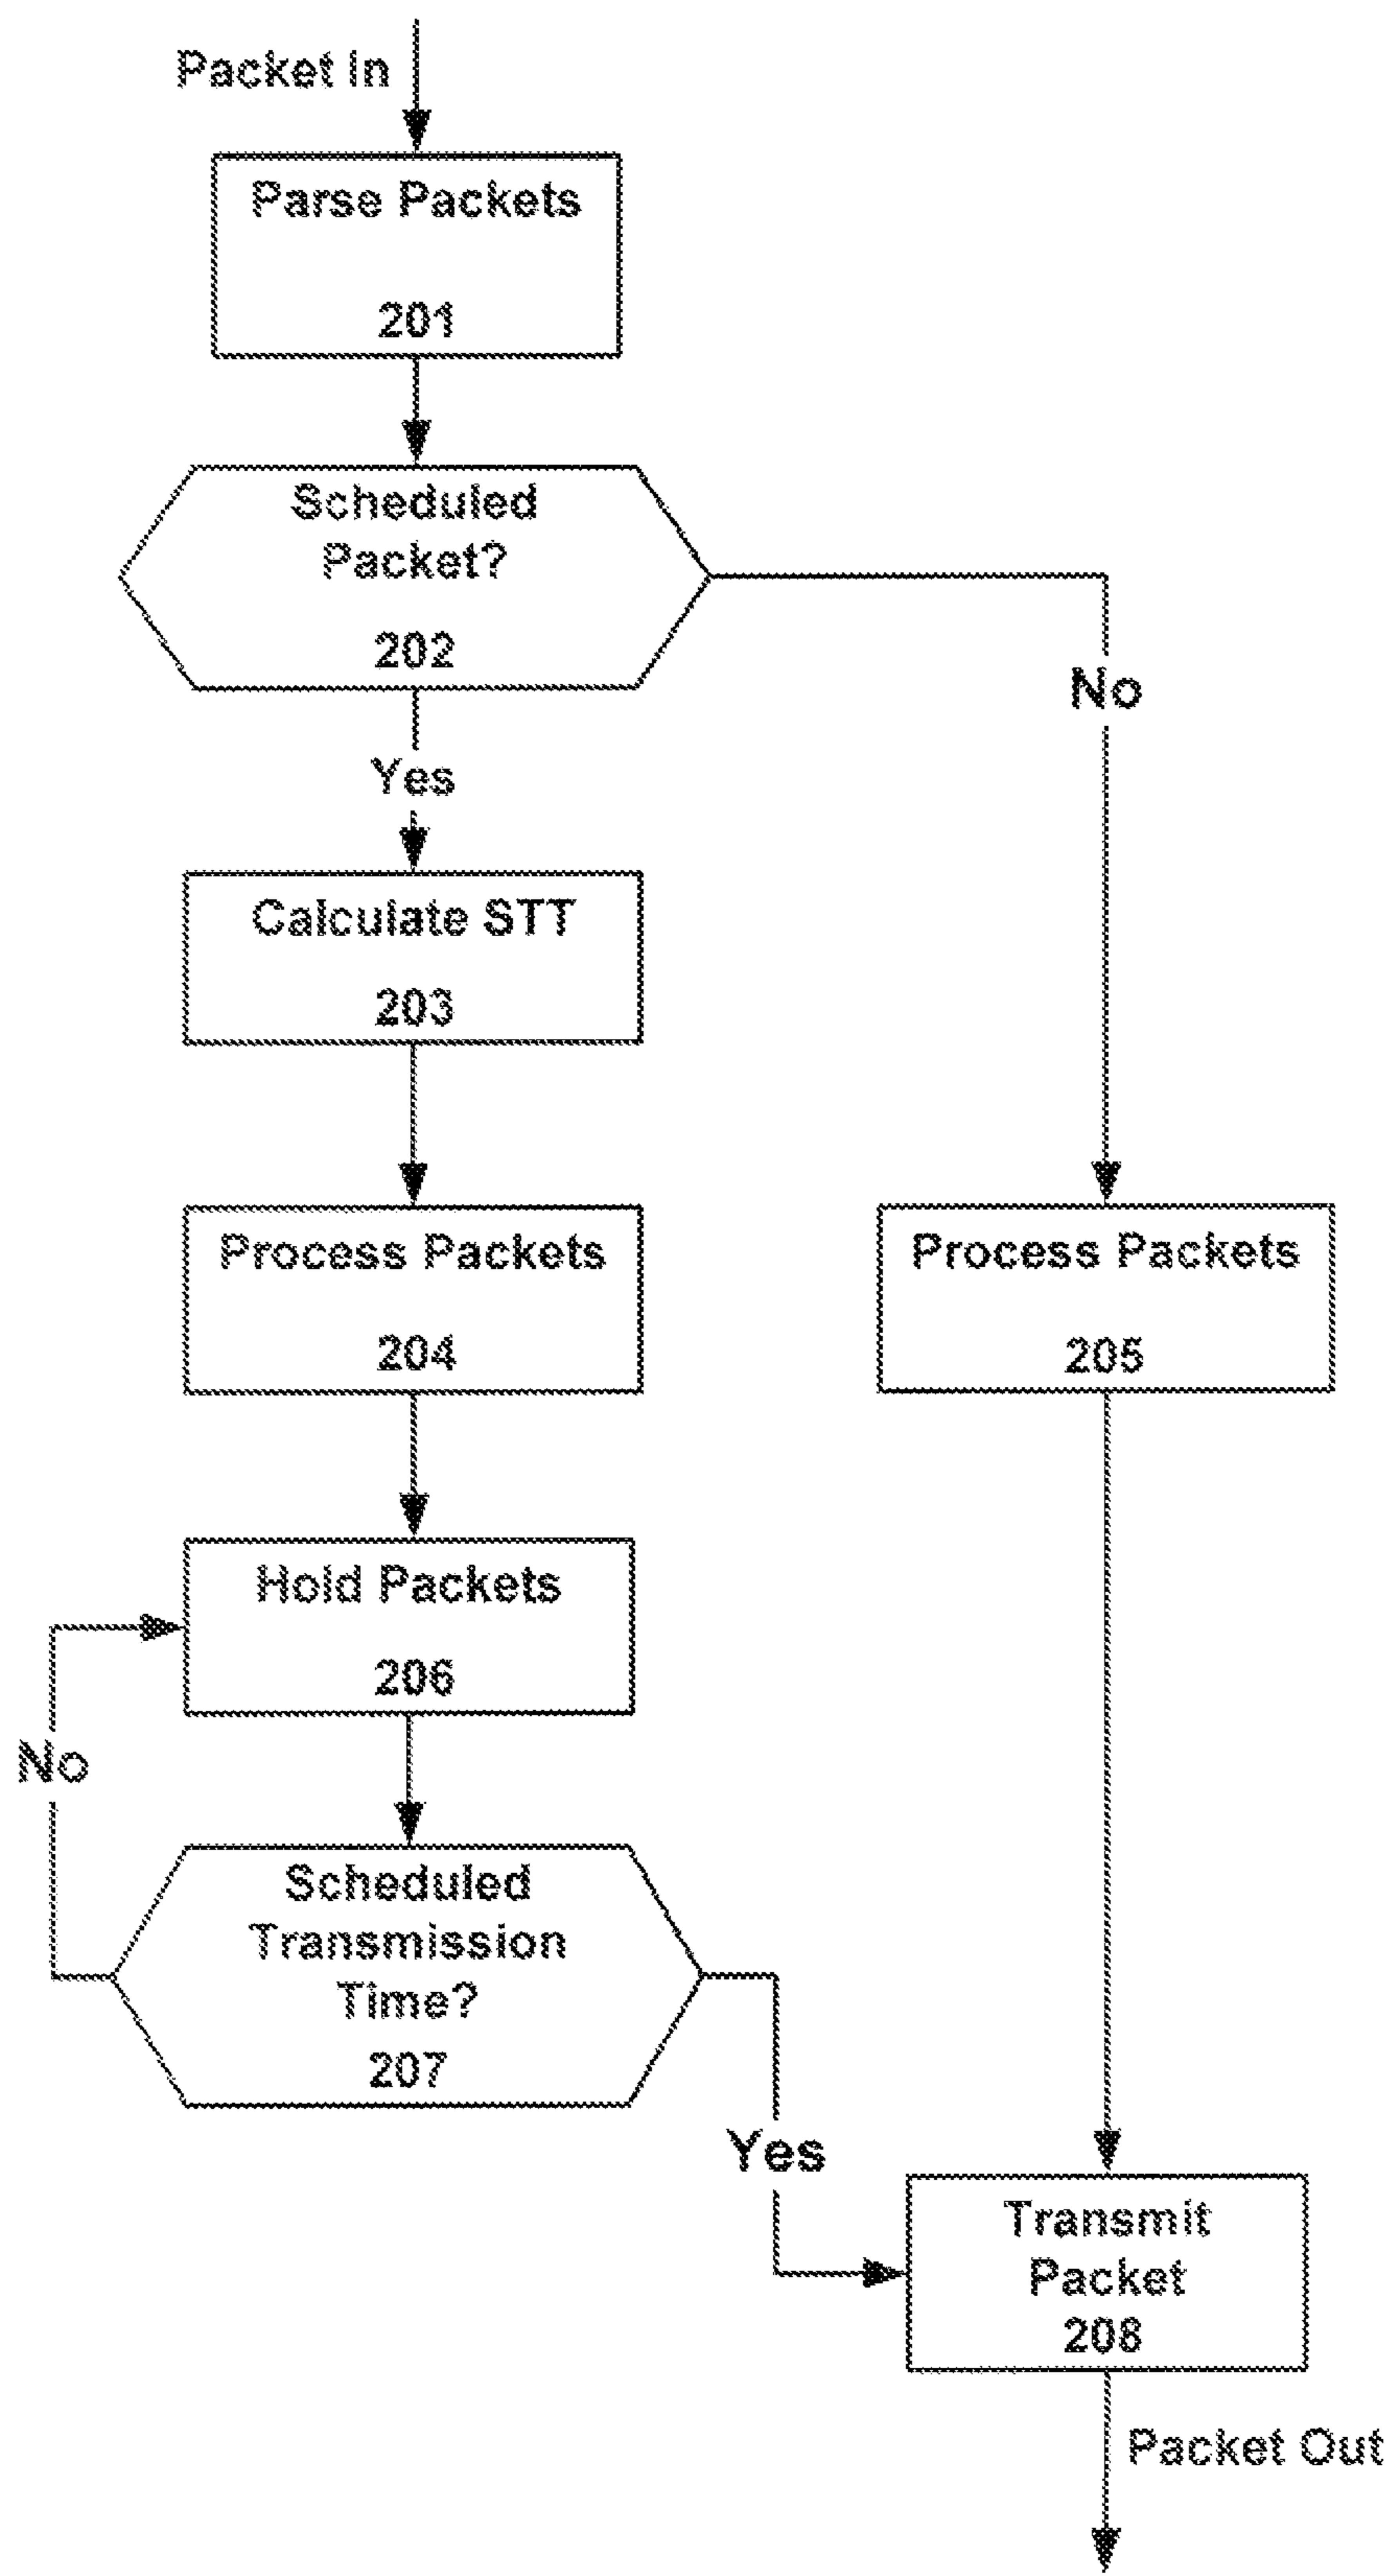 Packet In
Parse Packets
201
Scheduled
Packet?
202
No
Yes
Calculate STT
203
Process Packets
204
Process Packets
205
Hold Packets
206
No
Scheduled
Transmission
Time?
207
Yes
Transmit
Packet
208
Packet Out